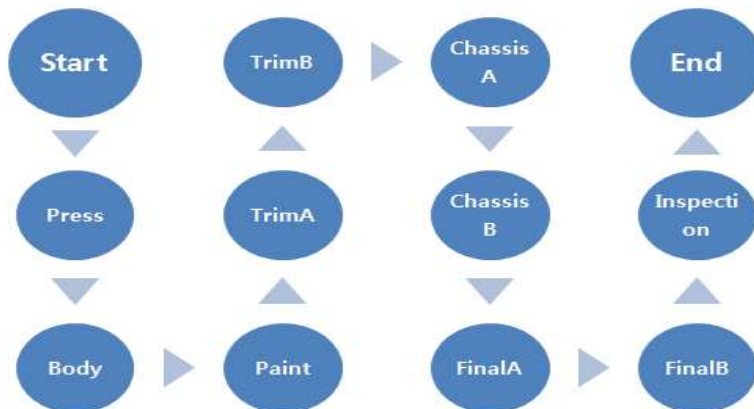 Start
Press
Body
Paint
TrimA
TrimB
Chassis
A
Chassis
B
FinalA
FinalB
Inspecti
on
End